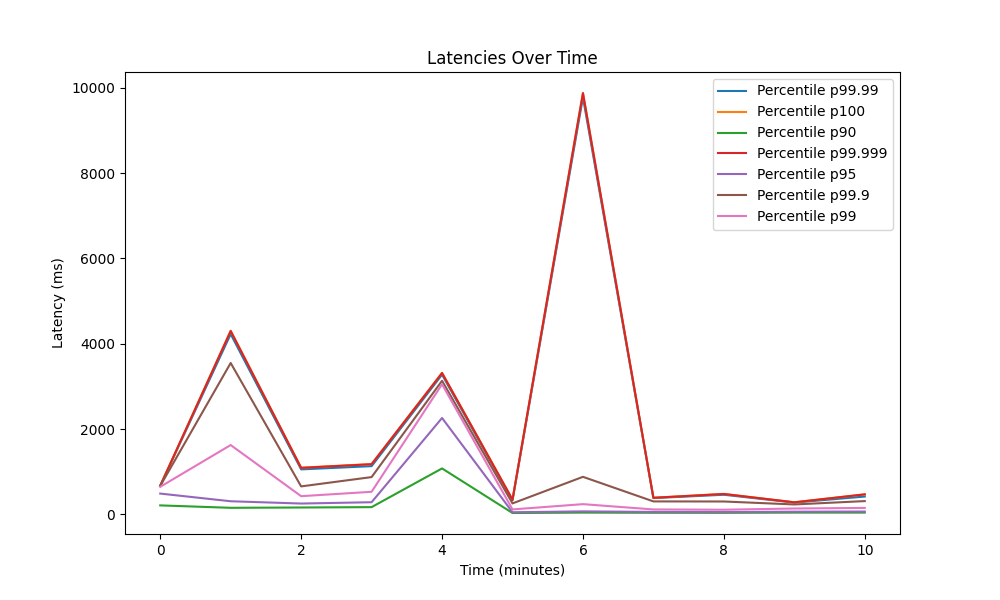 Latencies Over Time
10000
8000
6000
4000
2000
0
Latency (ms)
0 2 4 6 8 10
Time (minutes)
Percentile p99.99
Percentile p100
Percentile p90
Percentile p99.999
Percentile p95
Percentile p99.9
Percentile p99